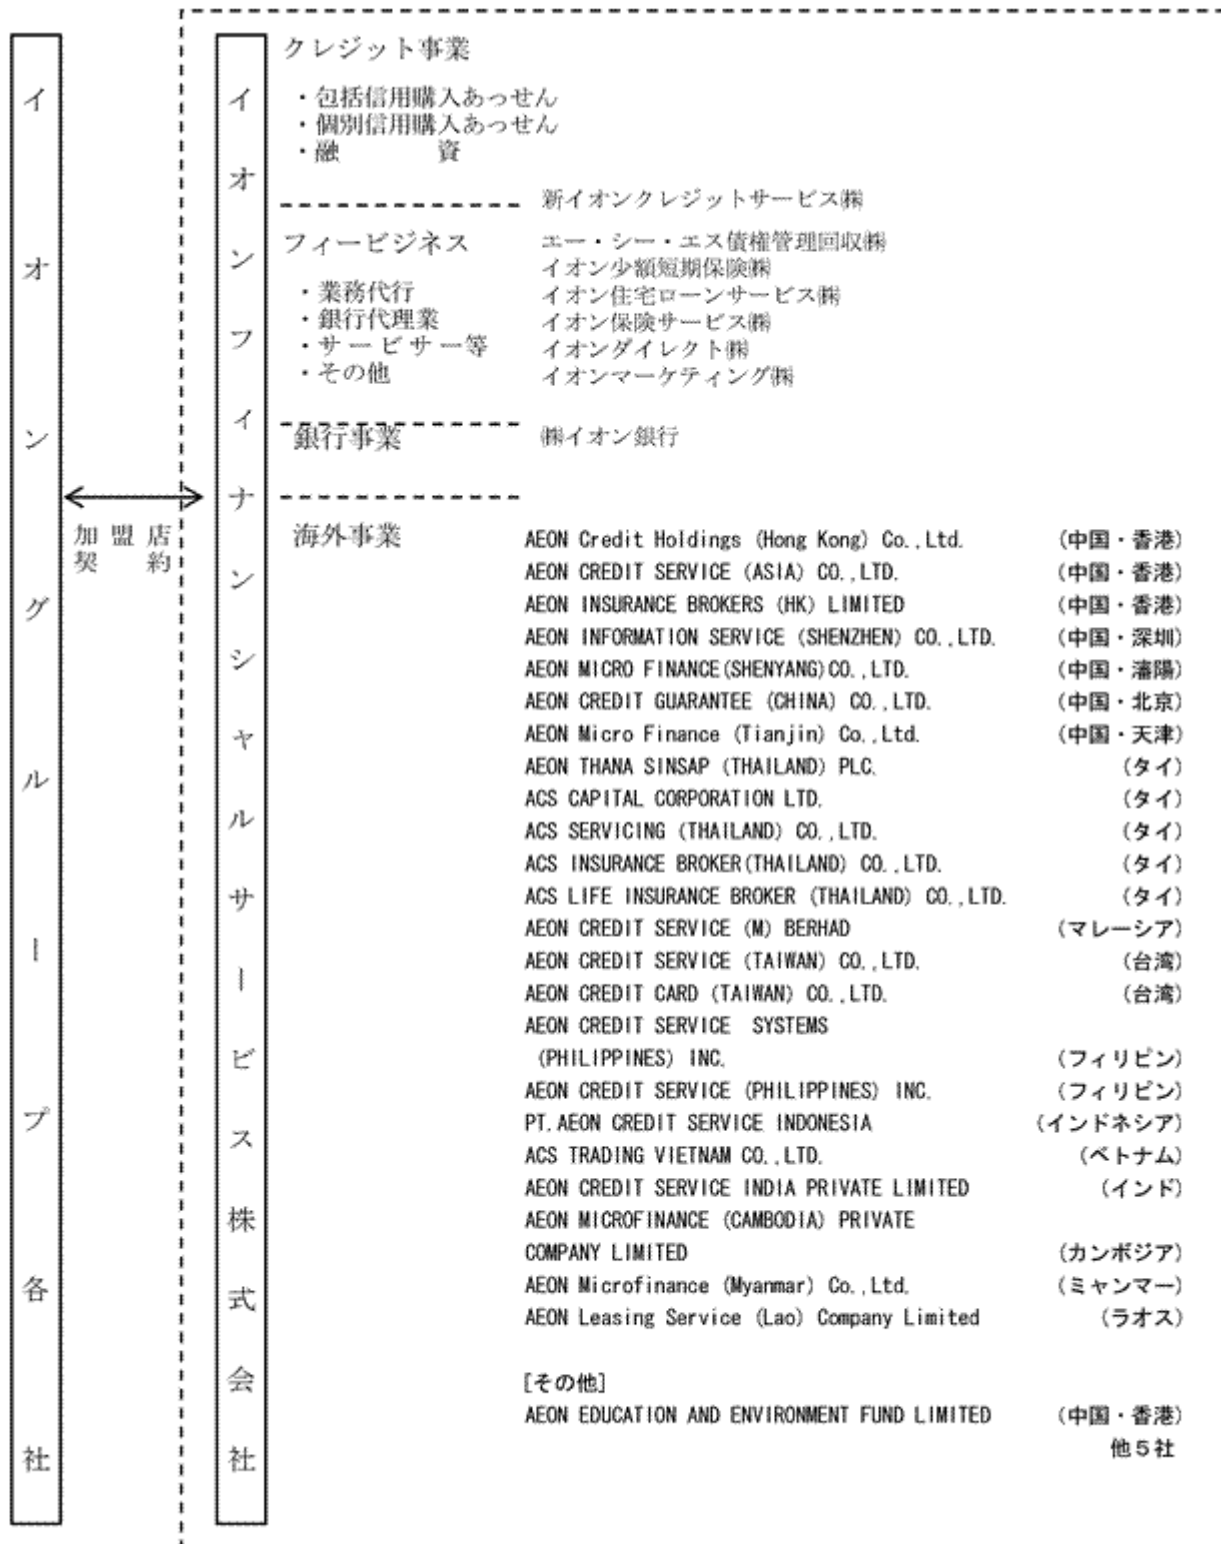 イオングループ各社
加盟店
契約
イオンフィナンシャルサービス株式会社
クレジット事業
・包括信用購入あっせん
・個別信用購入あっせん
・融　　　資
新イオンクレジットサービス㈱
フィービジネス
・業務代行
・銀行代理業
・サービサー等
・その他
エー・シー・エス債権管理回収㈱
イオン少額短期保険㈱
イオン住宅ローンサービス㈱
イオン保険サービス㈱
イオンダイレクト㈱
イオンマーケティング㈱
銀行事業
㈱イオン銀行
海外事業
AEON Credit Holdings (Hong Kong) Co.,Ltd. (中国・香港)
AEON CREDIT SERVICE (ASIA) CO.,LTD. (中国・香港)
AEON INSURANCE BROKERS (HK) LIMITED (中国・香港)
AEON INFORMATION SERVICE (SHENZHEN) CO.,LTD. (中国・深圳)
AEON MICRO FINANCE(SHENYANG)CO.,LTD. (中国・瀋陽)
AEON CREDIT GUARANTEE (CHINA) CO.,LTD. (中国・北京)
AEON Micro Finance (Tianjin) Co.,Ltd. (中国・天津)
AEON THANA SINSAP (THAILAND) PLC. (タイ)
ACS CAPITAL CORPORATION LTD. (タイ)
ACS SERVICING (THAILAND) CO.,LTD. (タイ)
ACS INSURANCE BROKER(THAILAND) CO.,LTD. (タイ)
ACS LIFE INSURANCE BROKER (THAILAND) CO.,LTD. (タイ)
AEON CREDIT SERVICE (M) BERHAD (マレーシア)
AEON CREDIT SERVICE (TAIWAN) CO.,LTD. (台湾)
AEON CREDIT CARD (TAIWAN) CO.,LTD. (台湾)
AEON CREDIT SERVICE SYSTEMS
(PHILIPPINES) INC. (フィリピン)
AEON CREDIT SERVICE (PHILIPPINES) INC. (フィリピン)
PT.AEON CREDIT SERVICE INDONESIA (インドネシア)
ACS TRADING VIETNAM CO.,LTD. (ベトナム)
AEON CREDIT SERVICE INDIA PRIVATE LIMITED (インド)
AEON MICROFINANCE (CAMBODIA) PRIVATE
COMPANY LIMITED (カンボジア)
AEON Microfinance (Myanmar) Co.,Ltd. (ミャンマー)
AEON Leasing Service (Lao) Company Limited (ラオス)
[その他]
AEON EDUCATION AND ENVIRONMENT FUND LIMITED (中国・香港)
他５社